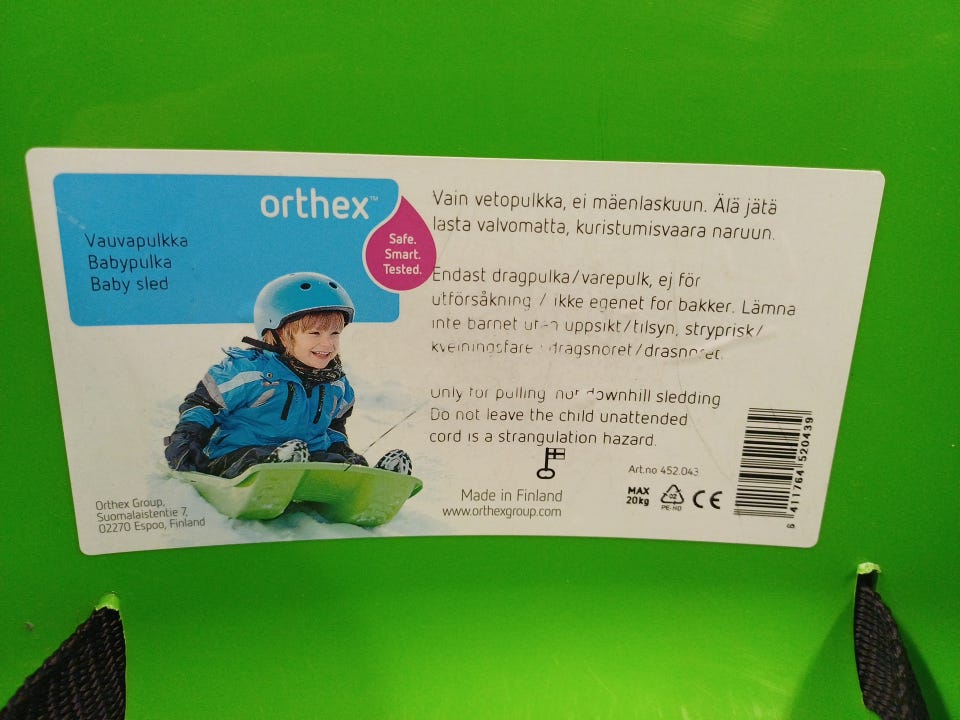 orthex™
Safe.
Smart.
Tested.
Vauvapulkka
Babypulka
Baby sled
Vain vetopulkka, ei mäenlaskuun. Älä jätä
lasta valvomatta, kuristumisvaara naruun.
Endast dragpulka/varepulk, ej för
utförsåkning / ikke egenet for bakker. Lämna
inte barnet utan uppsikt/tilsyn, stryprisk/
kvelningsfare i dragsnöret/drasnoret.
Only for pulling not downhill sledding
Do not leave the child unattended
cord is a strangulation hazard.
Made in Finland
www.orthexgroup.com
Art.no 452.043
MAX
20kg
02
PE-HD
CE
6 411764 520439
Orthex Group,
Suomalaistentie 7,
02270 Espoo, Finland